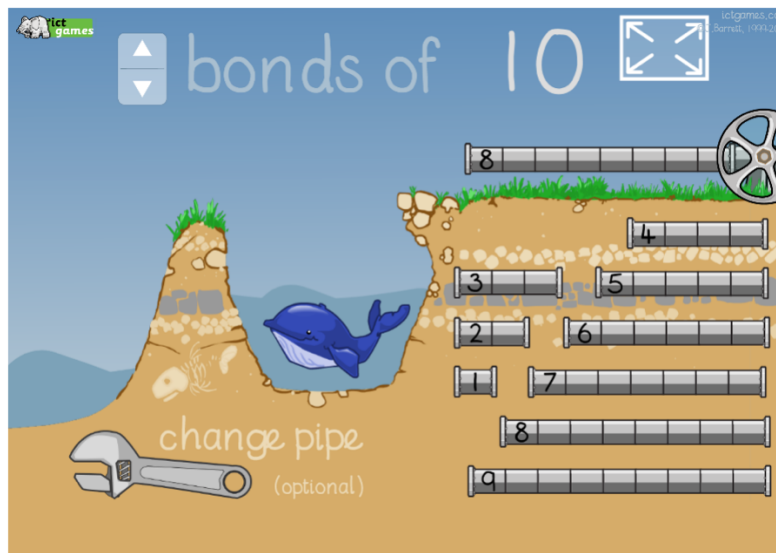 ict
games
ictgames.c
bonds of 10
8
4
3 5
2 6
1 7
8
9
change pipe
(optional)